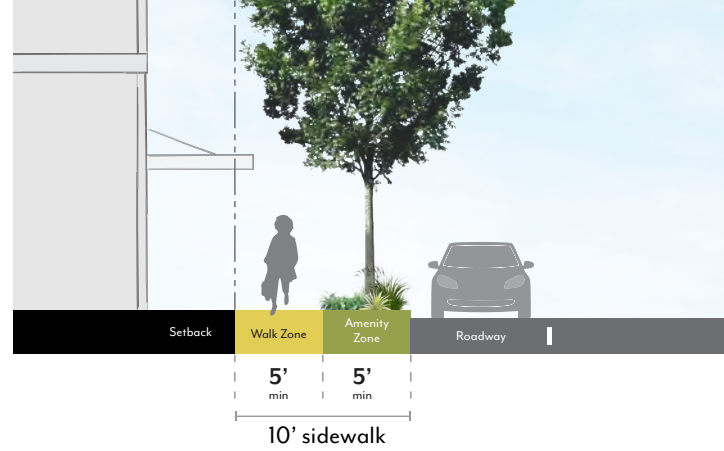 Setback
Walk Zone
Amenity
Zone
Roadway
5’
min
5’
min
10’ sidewalk